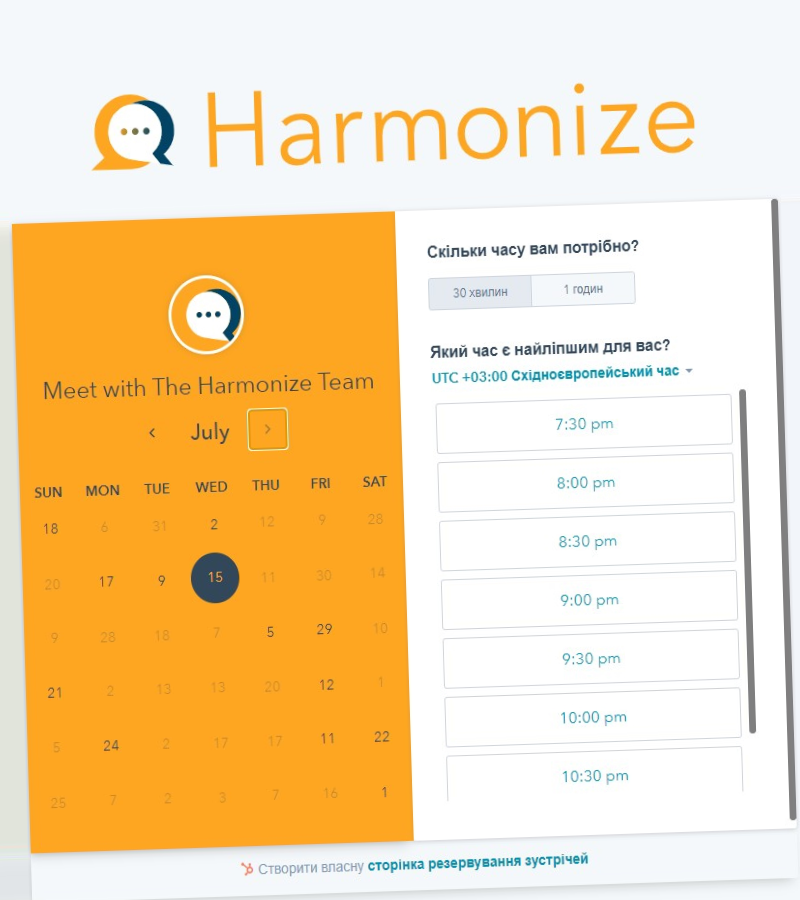 Harmonize
Meet with The Harmonize Team
July
SUN MON TUE WED THU FRI SAT
18 6 31 2 12 9 28
20 17 9 15 11 30 14
9 28 18 7 5 29 10
21 2 13 13 20 12 1
5 24 2 17 17 11 22
25 7 2 3 7 16 1
Скільки часу вам потрібно?
30 хвилин 1 годин
Який час є найліпшим для вас?
UTC +03:00 Східноєвропейський час
7:30 pm
8:00 pm
8:30 pm
9:00 pm
9:30 pm
10:00 pm
10:30 pm
Створити власну сторінка резервування зустрічей